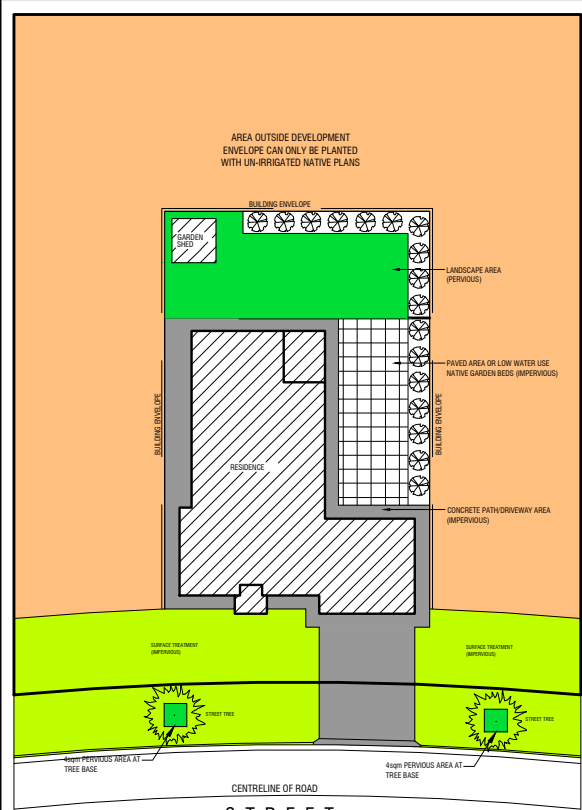 AREA OUTSIDE DEVELOPMENT
ENVELOPE CAN ONLY BE PLANTED
WITH UN-IRRIGATED NATIVE PLANS
BUILDING ENVELOPE
GARDEN
SHED
LANDSCAPE AREA
(PERVIOUS)
PAVED AREA OR LOW WATER USE
NATIVE GARDEN BEDS (IMPERVIOUS)
BUILDING ENVELOPE
BUILDING ENVELOPE
RESIDENCE
CONCRETE PATH/DRIVEWAY AREA
(IMPERVIOUS)
SURFACE TREATMENT
(IMPERVIOUS)
SURFACE TREATMENT
(IMPERVIOUS)
STREET TREE
STREET TREE
4sqm PERVIOUS AREA AT
TREE BASE
4sqm PERVIOUS AREA AT
TREE BASE
CENTRELINE OF ROAD
STREET